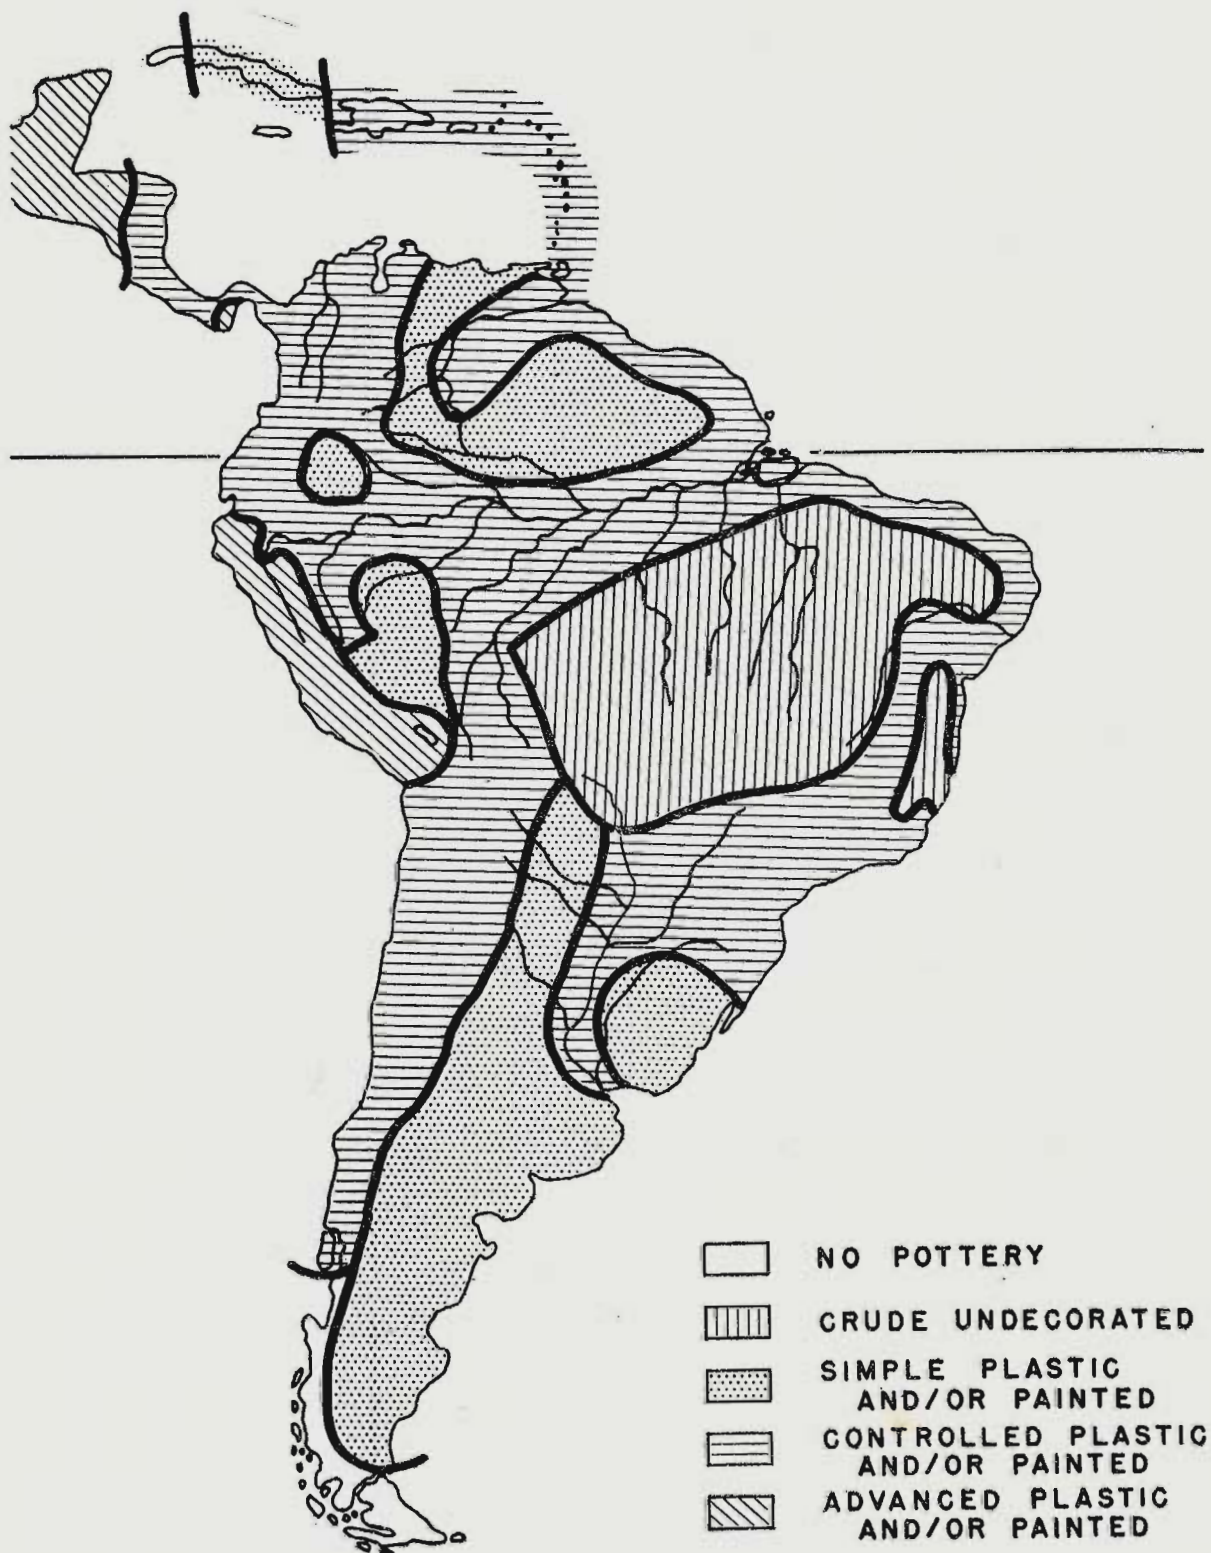 NO POTTERY
CRUDE UNDECORATED
SIMPLE PLASTIC
AND/OR PAINTED
CONTROLLED PLASTIC
AND/OR PAINTED
ADVANCED PLASTIC
AND/OR PAINTED